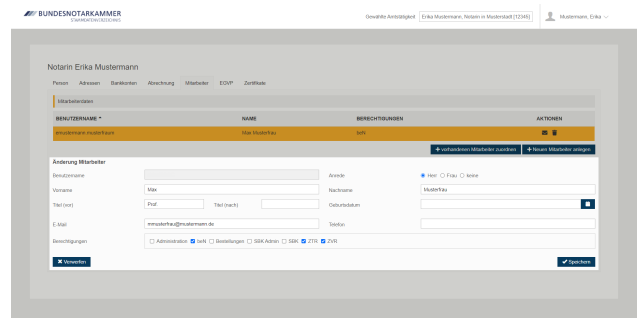 BUNDESNOTARKAMMER
STAMMDATENVERZEICHNIS
Gewählte Amtstätigkeit Erika Mustermann, Notarin in Musterstadt [12345] Mustermann, Erika
Notarin Erika Mustermann
Person Adressen Bankkonten Abrechnung Mitarbeiter EGVP Zertifikate
Mitarbeiterdaten
BENUTZERNAME NAME BERECHTIGUNGEN AKTIONEN
Max Musterfrau beN
+ vorhandenen Mitarbeiter zuordnen + Neuen Mitarbeiter anlegen
Änderung Mitarbeiter
Benutzername Anrede Herr Frau keine
Vorname Max Nachname Musterfrau
Titel (vor) Prof Titel (nach) Geburtsdatum
E-Mail mmusterfrau@mustermann.de Telefon
Berechtigungen Administration beN Bestellungen SBK Admin SBK ZTR ZVR
Verwerfen Speichern